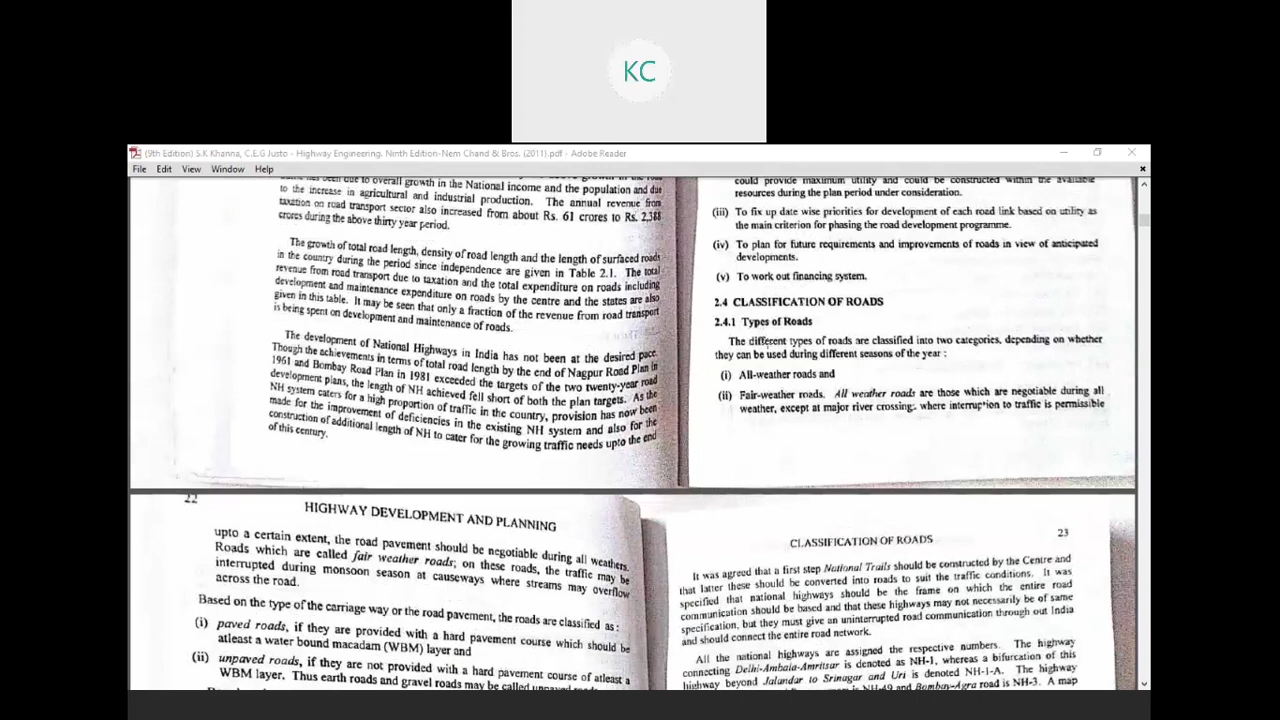 KC
(9th Edition) S.K Khanna, C.E.G Justo - Highway Engineering. Ninth Edition-Nem Chand & Bros. (2011).pdf - Adobe Reader
File Edit View Window Help
due to overall growth in the National income and the population and due
to the increase in agricultural and industrial production. The annual revenue from
taxation on road transport sector also increased from about Rs. 61 crores to Rs. 2,388
crores during the above thirty year period.
The growth of total road length, density of road length and the length of surfaced roads
in the country during the period since independence are given in Table 2.1. The total
revenue from road transport due to taxation and the total expenditure on roads including
development and maintenance expenditure on roads by the centre and the states are also
given in this table. It may be seen that only a fraction of the revenue from road transport
is being spent on development and maintenance of roads.
The development of National Highways in India has not been at the desired pace.
Though the achievements in terms of total road length by the end of Nagpur Road Plan in
1961 and Bombay Road Plan in 1981 exceeded the targets of the two twenty-year road
development plans, the length of NH achieved fell short of both the plan targets. As the
NH system caters for a high proportion of traffic in the country, provision has now been
made for the improvement of deficiencies in the existing NH system and also for the
construction of additional length of NH to cater for the growing traffic needs upto the end
of this century.
could provide maximum utility and could be constructed within the available
resources during the plan period under consideration.
(iii) To fix up date wise priorities for development of each road link based on utility as
the main criterion for phasing the road development programme.
(iv) To plan for future requirements and improvements of roads in view of anticipated
developments.
(v) To work out financing system.
2.4 CLASSIFICATION OF ROADS
2.4.1 Types of Roads
The different types of roads are classified into two categories, depending on whether
they can be used during different seasons of the year :
(i) All-weather roads and
(ii) Fair-weather roads. All weather roads are those which are negotiable during all
weather, except at major river crossings where interruption to traffic is permissible
22
HIGHWAY DEVELOPMENT AND PLANNING
upto a certain extent, the road pavement should be negotiable during all weathers.
Roads which are called fair weather roads; on these roads, the traffic may be
interrupted during monsoon season at causeways where streams may overflow
across the road.
Based on the type of the carriage way or the road pavement, the roads are classified as :
(i) paved roads, if they are provided with a hard pavement course which should be
atleast a water bound macadam (WBM) layer and
(ii) unpaved roads, if they are not provided with a hard pavement course of atleast a
WBM layer. Thus earth roads and gravel roads may be called unpaved roads
CLASSIFICATION OF ROADS
23
It was agreed that a first step National Trails should be constructed by the Centre and
that latter these should be converted into roads to suit the traffic conditions. It was
specified that national highways should be the frame on which the entire road
communication should be based and that these highways may not necessarily be of same
specification, but they must give an uninterrupted road communication through out India
and should connect the entire road network.
All the national highways are assigned the respective numbers. The highway
connecting Delhi-Ambala-Amritsar is denoted as NH-1, whereas a bifurcation of this
highway beyond Jalandar to Srinagar and Uri is denoted NH-1-A. The highway
is NH-49 and Bombay-Agra road is NH-3. A map